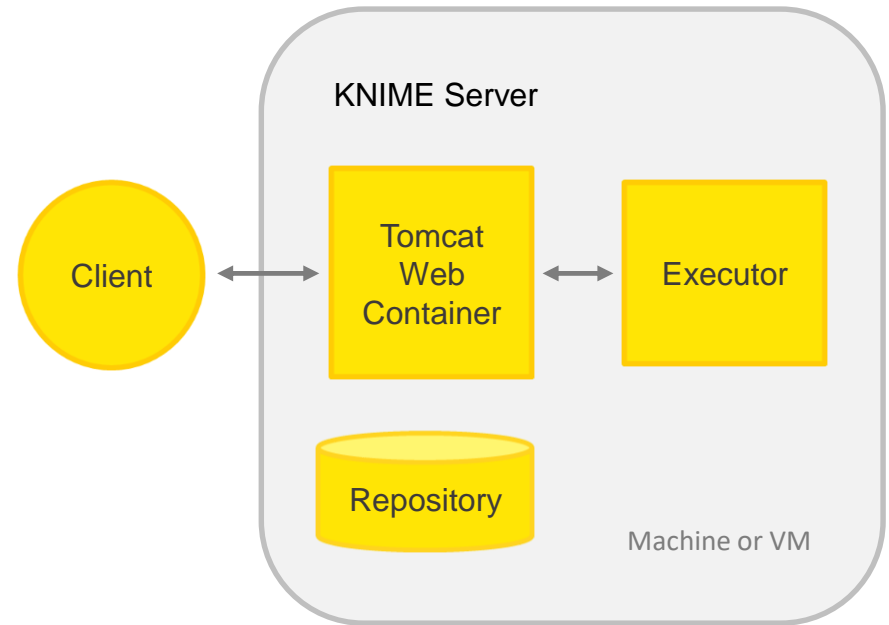 KNIME Server
Client
Tomcat
Web
Container
Executor
Repository
Machine or VM